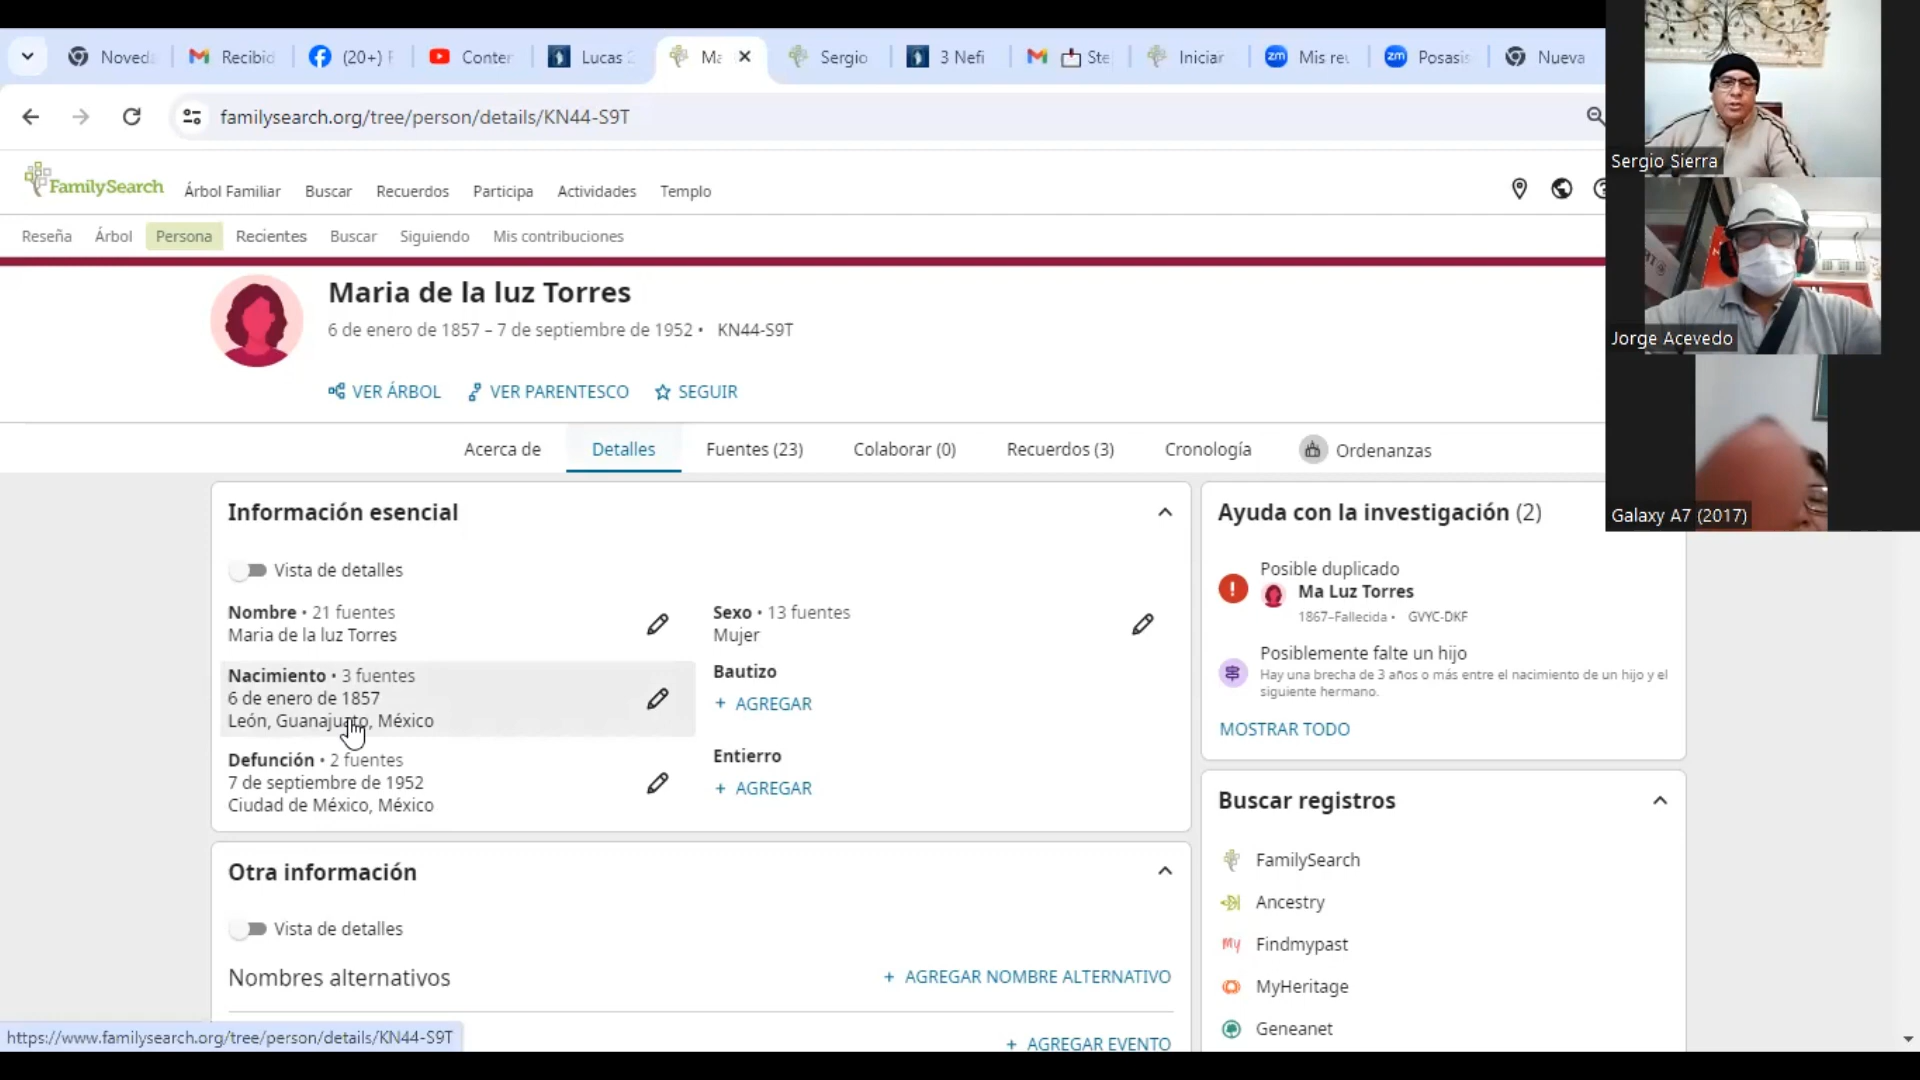 Noved
Recibid
(20+) F
Conter
Lucas 2
Ma
Sergio
3 Nefi
Ste
Iniciar
zm Mis reu
zm Posasis
Nueva
familysearch.org/tree/person/details/KN44-S9T
FamilySearch
Árbol Familiar
Buscar
Recuerdos
Participa
Actividades
Templo
Reseña
Árbol
Persona
Recientes
Buscar
Siguiendo
Mis contribuciones
Maria de la luz Torres
6 de enero de 1857 – 7 de septiembre de 1952 • KN44-S9T
VER ÁRBOL
VER PARENTESCO
SEGUIR
Acerca de
Detalles
Fuentes (23)
Colaborar (0)
Recuerdos (3)
Cronología
Ordenanzas
Información esencial
Vista de detalles
Nombre • 21 fuentes
Maria de la luz Torres
Sexo • 13 fuentes
Mujer
Nacimiento • 3 fuentes
6 de enero de 1857
León, Guanajuato, México
Bautizo
+ AGREGAR
Defunción • 2 fuentes
7 de septiembre de 1952
Ciudad de México, México
Entierro
+ AGREGAR
Otra información
Vista de detalles
Nombres alternativos
+ AGREGAR NOMBRE ALTERNATIVO
+ AGREGAR EVENTO
Ayuda con la investigación (2)
Posible duplicado
Ma Luz Torres
1867–Fallecida • GVYC-DKF
Posiblemente falte un hijo
Hay una brecha de 3 años o más entre el nacimiento de un hijo y el
siguiente hermano.
MOSTRAR TODO
Buscar registros
FamilySearch
Ancestry
my Findmypast
MyHeritage
Geneanet
https://www.familysearch.org/tree/person/details/KN44-S9T
Sergio Sierra
Jorge Acevedo
Galaxy A7 (2017)